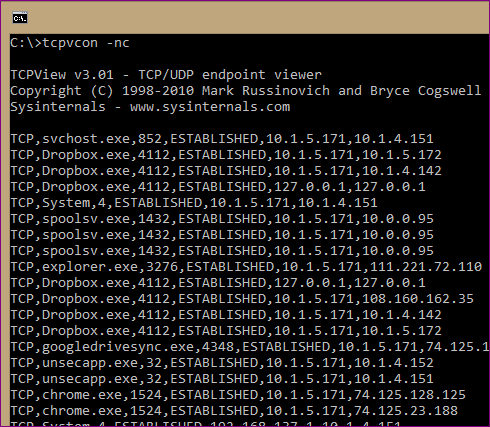 C:\.
C:\>tcpvcon -nc
TCPView v3.01 - TCP/UDP endpoint viewer
Copyright (C) 1998-2010 Mark Russinovich and Bryce Cogswell
Sysinternals - www.sysinternals.com
TCP,svchost.exe,852,ESTABLISHED,10.1.5.171,10.1.4.151
TCP,Dropbox.exe,4112,ESTABLISHED,10.1.5.171,10.1.5.172
TCP,Dropbox.exe,4112,ESTABLISHED,10.1.5.171,10.1.4.142
TCP,Dropbox.exe,4112,ESTABLISHED,127.0.0.1,127.0.0.1
TCP,System,4,ESTABLISHED,10.1.5.171,10.1.4.151
TCP,spoolsv.exe,1432,ESTABLISHED,10.1.5.171,10.0.0.95
TCP,spoolsv.exe,1432,ESTABLISHED,10.1.5.171,10.0.0.95
TCP,spoolsv.exe,1432,ESTABLISHED,10.1.5.171,10.0.0.95
TCP,explorer.exe,3276,ESTABLISHED,10.1.5.171,111.221.72.110
TCP,Dropbox.exe,4112,ESTABLISHED,127.0.0.1,127.0.0.1
TCP,Dropbox.exe,4112,ESTABLISHED,10.1.5.171,108.160.162.35
TCP,Dropbox.exe,4112,ESTABLISHED,10.1.5.171,10.1.4.142
TCP,Dropbox.exe,4112,ESTABLISHED,10.1.5.171,10.1.5.172
TCP,googledrivesync.exe,4348,ESTABLISHED,10.1.5.171,74.125.1
TCP,unsecapp.exe,32,ESTABLISHED,10.1.5.171,10.1.4.152
TCP,unsecapp.exe,32,ESTABLISHED,10.1.5.171,10.1.4.151
TCP,chrome.exe,1524,ESTABLISHED,10.1.5.171,74.125.128.125
TCP,chrome.exe,1524,ESTABLISHED,10.1.5.171,74.125.23.188
TCP,System,4,ESTABLISHED,192.168.137.1,10.1.4.151